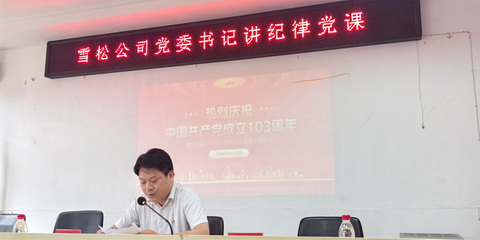 雪松公司党委书记讲纪律党课
热烈庆祝
中国共产党成立103周年